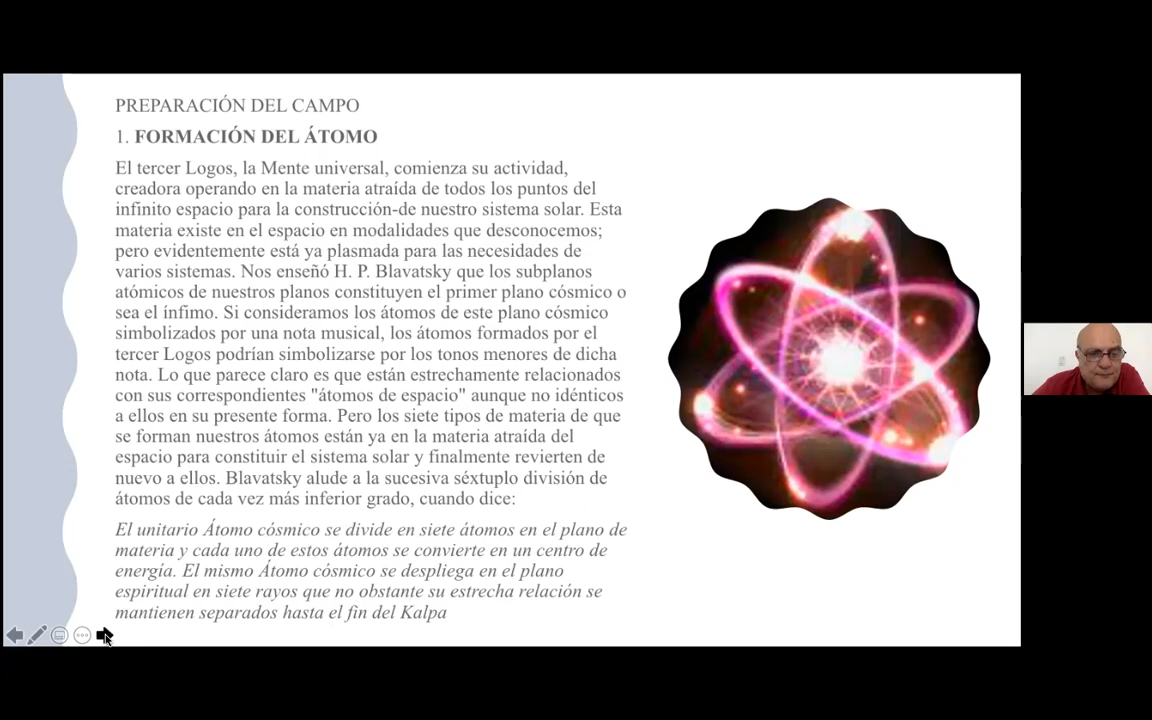 PREPARACIÓN DEL CAMPO
1. FORMACIÓN DEL ÁTOMO
El tercer Logos, la Mente universal, comienza su actividad,
creadora operando en la materia atraída de todos los puntos del
infinito espacio para la construcción-de nuestro sistema solar. Esta
materia existe en el espacio en modalidades que desconocemos;
pero evidentemente está ya plasmada para las necesidades de
varios sistemas. Nos enseñó H. P. Blavatsky que los subplanos
atómicos de nuestros planos constituyen el primer plano cósmico o
sea el ínfimo. Si consideramos los átomos de este plano cósmico
simbolizados por una nota musical, los átomos formados por el
tercer Logos podrían simbolizarse por los tonos menores de dicha
nota. Lo que parece claro es que están estrechamente relacionados
con sus correspondientes "átomos de espacio" aunque no idénticos
a ellos en su presente forma. Pero los siete tipos de materia de que
se forman nuestros átomos están ya en la materia atraída del
espacio para constituir el sistema solar y finalmente revierten de
nuevo a ellos. Blavatsky alude a la sucesiva séxtuplo división de
átomos de cada vez más inferior grado, cuando dice:
El unitario Átomo cósmico se divide en siete átomos en el plano de
materia y cada uno de estos átomos se convierte en un centro de
energía. El mismo Átomo cósmico se despliega en el plano
espiritual en siete rayos que no obstante su estrecha relación se
mantienen separados hasta el fin del Kalpa